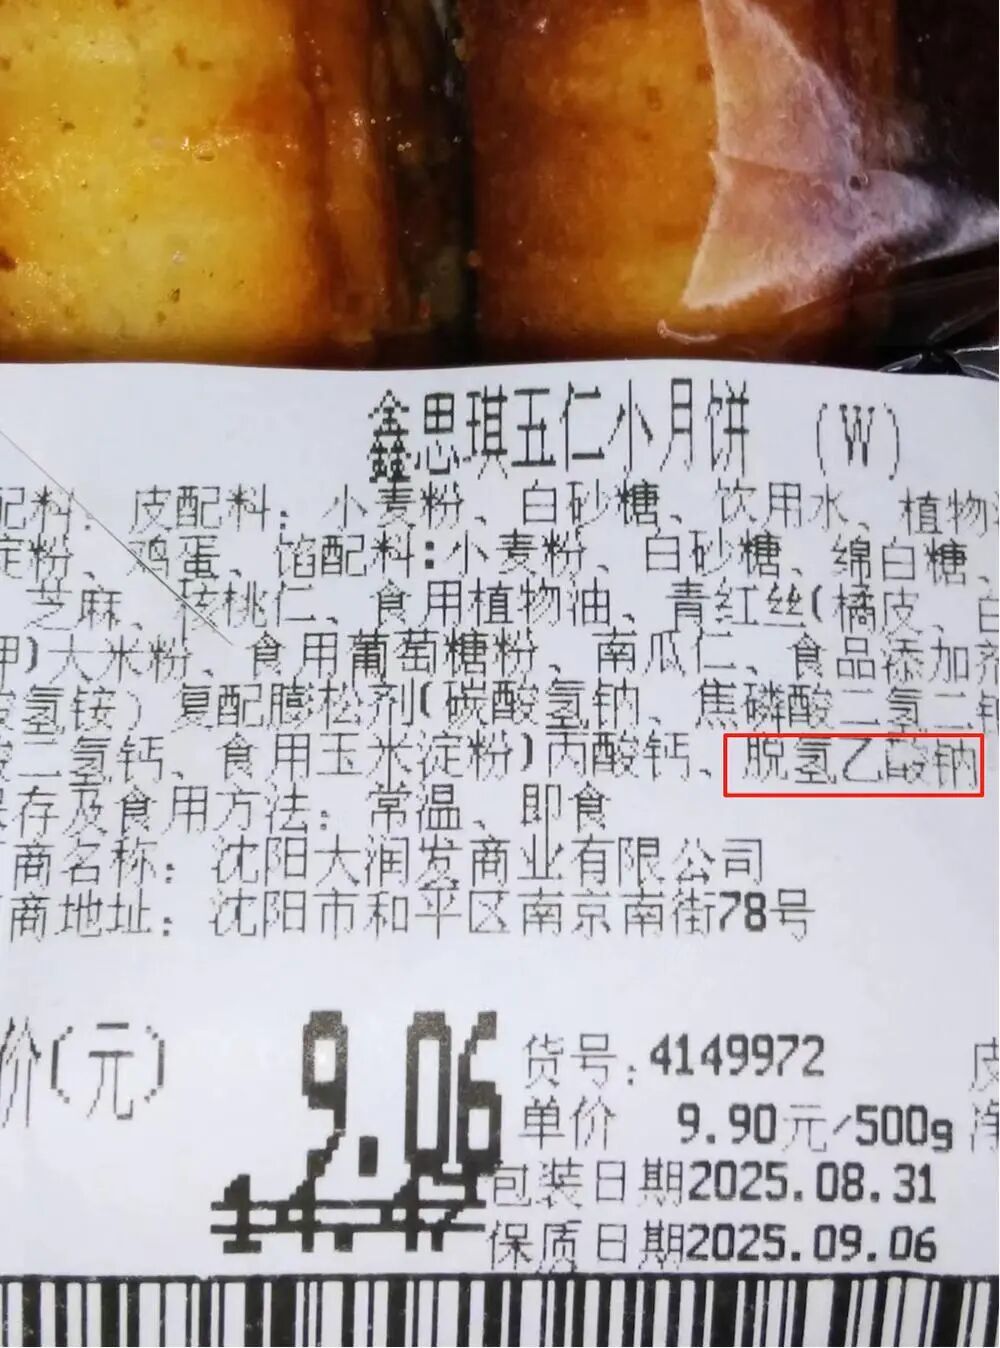 鑫思琪五仁小月饼 (W)
配料: 皮配料: 小麦粉、白砂糖、饮用水、植物
淀粉、鸡蛋、馅配料:小麦粉、白砂糖、绵白糖、
芝麻、核桃仁、食用植物油、青红丝(橘皮、白
钾)大米粉、食用葡萄糖粉、南瓜仁、食品添加剂
酸氢铵) 复配膨松剂(碳酸氢钠、焦磷酸二氢二钠
酸二氢钙、食用玉米淀粉)丙酸钙、脱氢乙酸钠
保存及食用方法: 常温、即食
商名称: 沈阳大润发商业有限公司
商地址: 沈阳市和平区南京南街78号
价(元) 9.06
货号: 4149972
单价 9.90元/500g 净
包装日期2025.08.31
保质日期2025.09.06